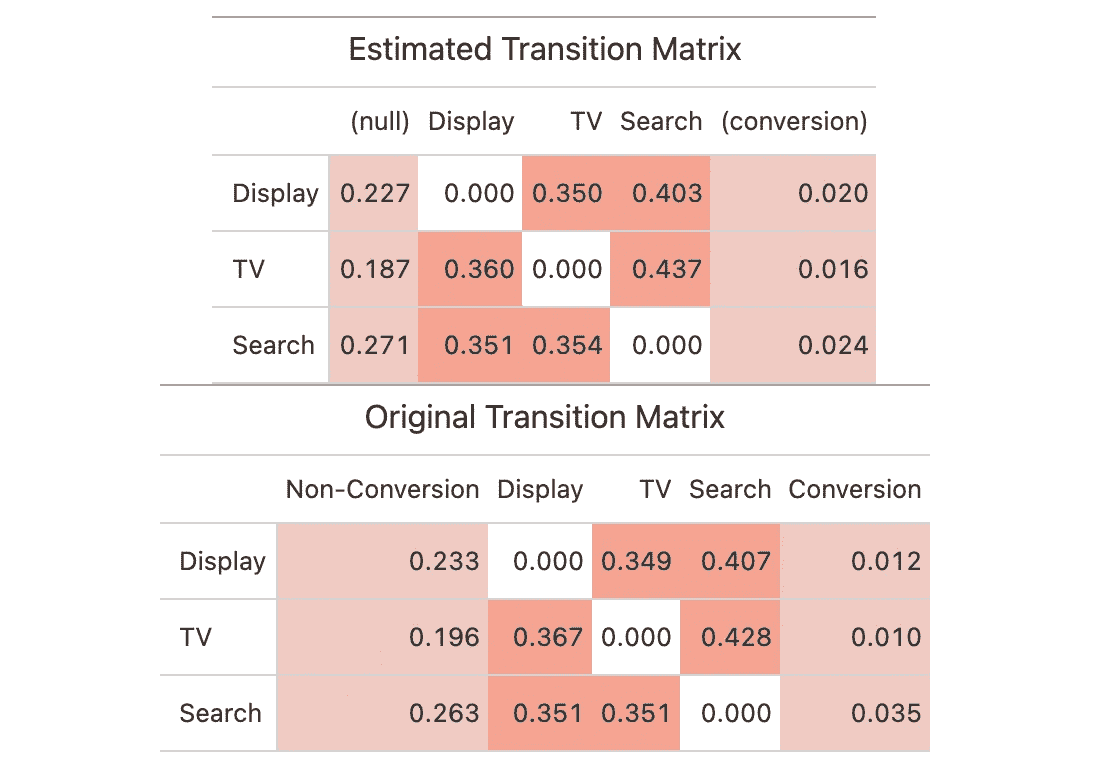 Estimated Transition Matrix
(null) Display TV Search (conversion)
Display 0.227 0.000 0.350 0.403 0.020
TV 0.187 0.360 0.000 0.437 0.016
Search 0.271 0.351 0.354 0.000 0.024
Original Transition Matrix
Non-Conversion Display TV Search Conversion
Display 0.233 0.000 0.349 0.407 0.012
TV 0.196 0.367 0.000 0.428 0.010
Search 0.263 0.351 0.351 0.000 0.035